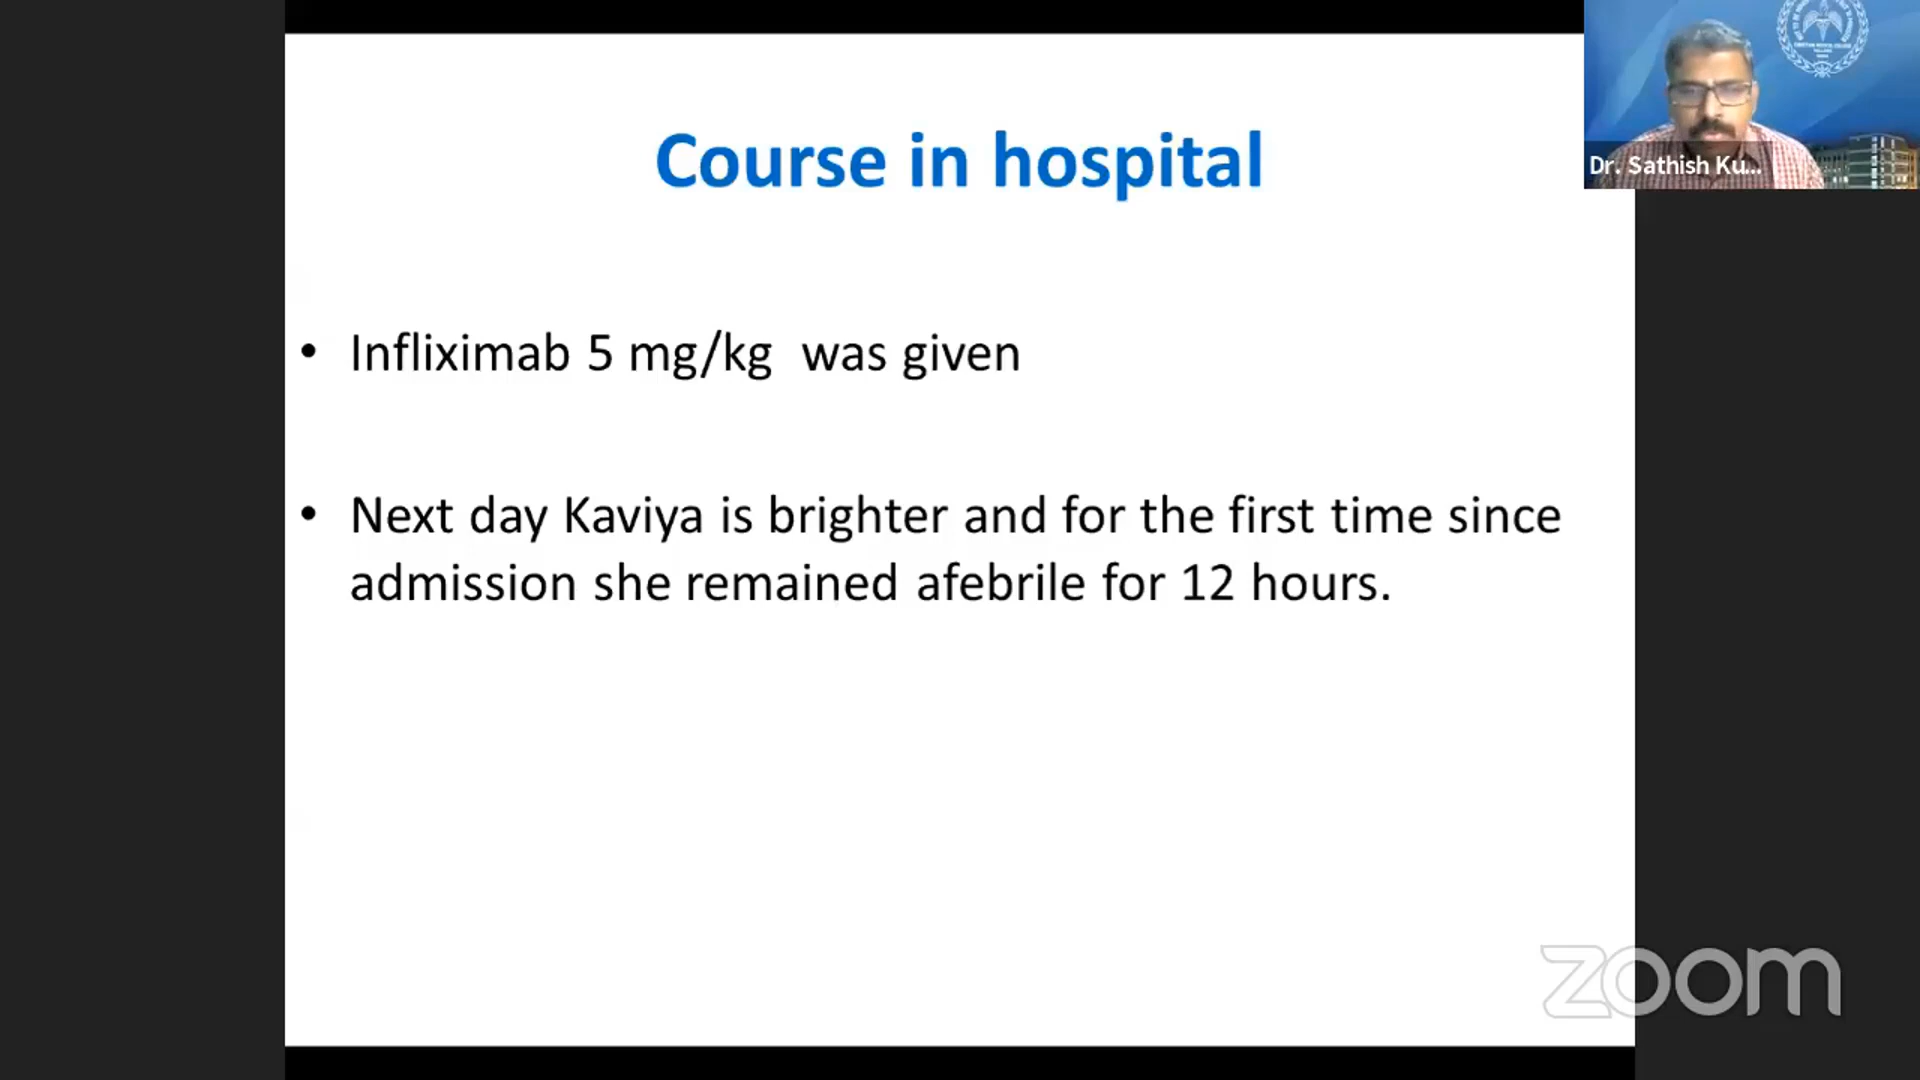 Course in hospital
• Infliximab 5 mg/kg  was given
• Next day Kaviya is brighter and for the first time since
admission she remained afebrile for 12 hours.
Dr. Sathish Ku...
zoom